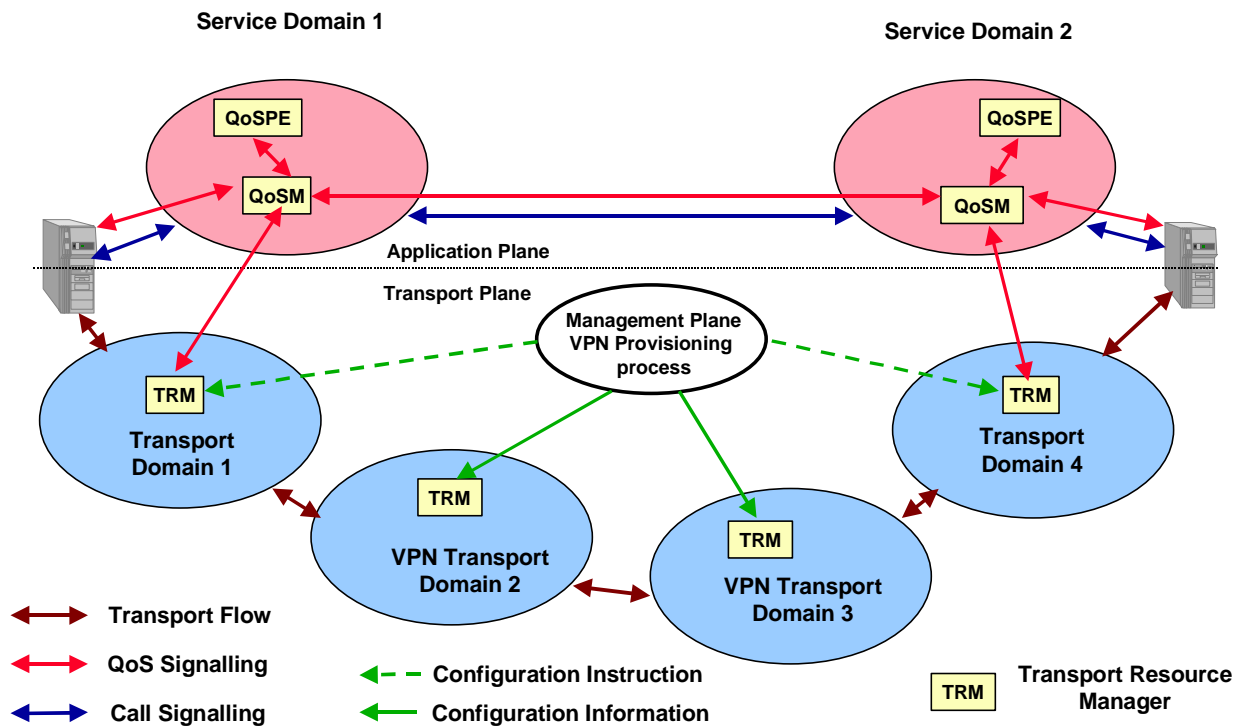 Service Domain 1
Service Domain 2
QoSPE
QoSPE
QoSM
QoSM
Application Plane
Transport Plane
Management Plane
VPN Provisioning
process
TRM
Transport
Domain 1
TRM
Transport
Domain 4
TRM
VPN Transport
Domain 2
TRM
VPN Transport
Domain 3
Transport Flow
QoS Signalling
Call Signalling
Configuration Instruction
Configuration Information
TRM
Transport Resource
Manager